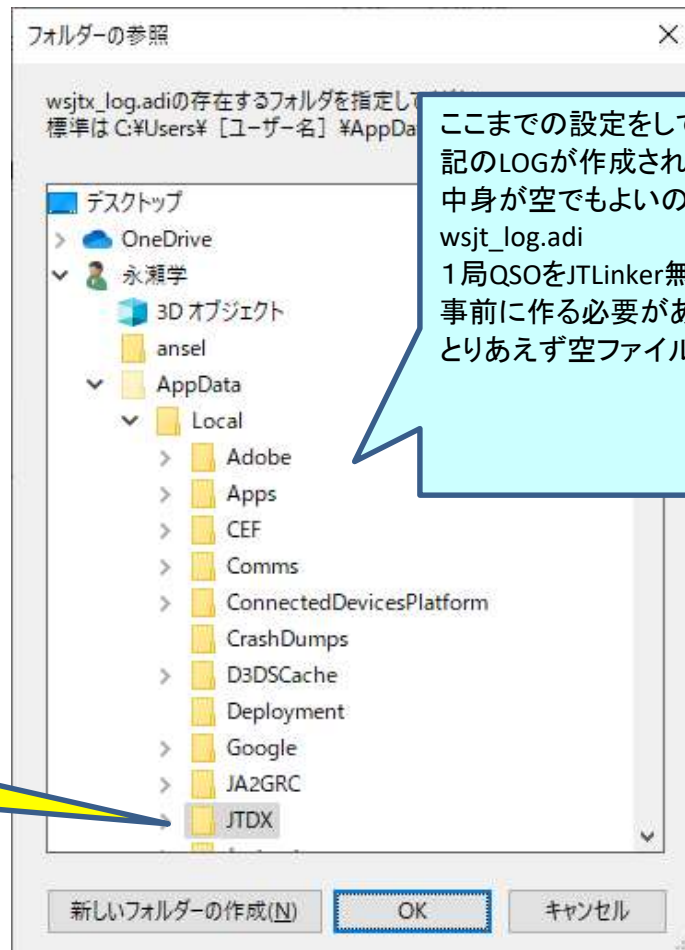 フォルダーの参照
wsjtx_log.adiの存在するフォルダを指定して
標準は C:¥Users¥［ユーザー名］¥AppDa
ここまでの設定をして
記のLOGが作成され
中身が空でもよいの
wsjt_log.adi
１局QSOをJTLinker無
事前に作る必要があ
とりあえず空ファイル
デスクトップ
OneDrive
永瀬学
3D オブジェクト
ansel
AppData
Local
Adobe
Apps
CEF
Comms
ConnectedDevicesPlatform
CrashDumps
D3DSCache
Deployment
Google
JA2GRC
JTDX
新しいフォルダーの作成(N)
OK
キャンセル